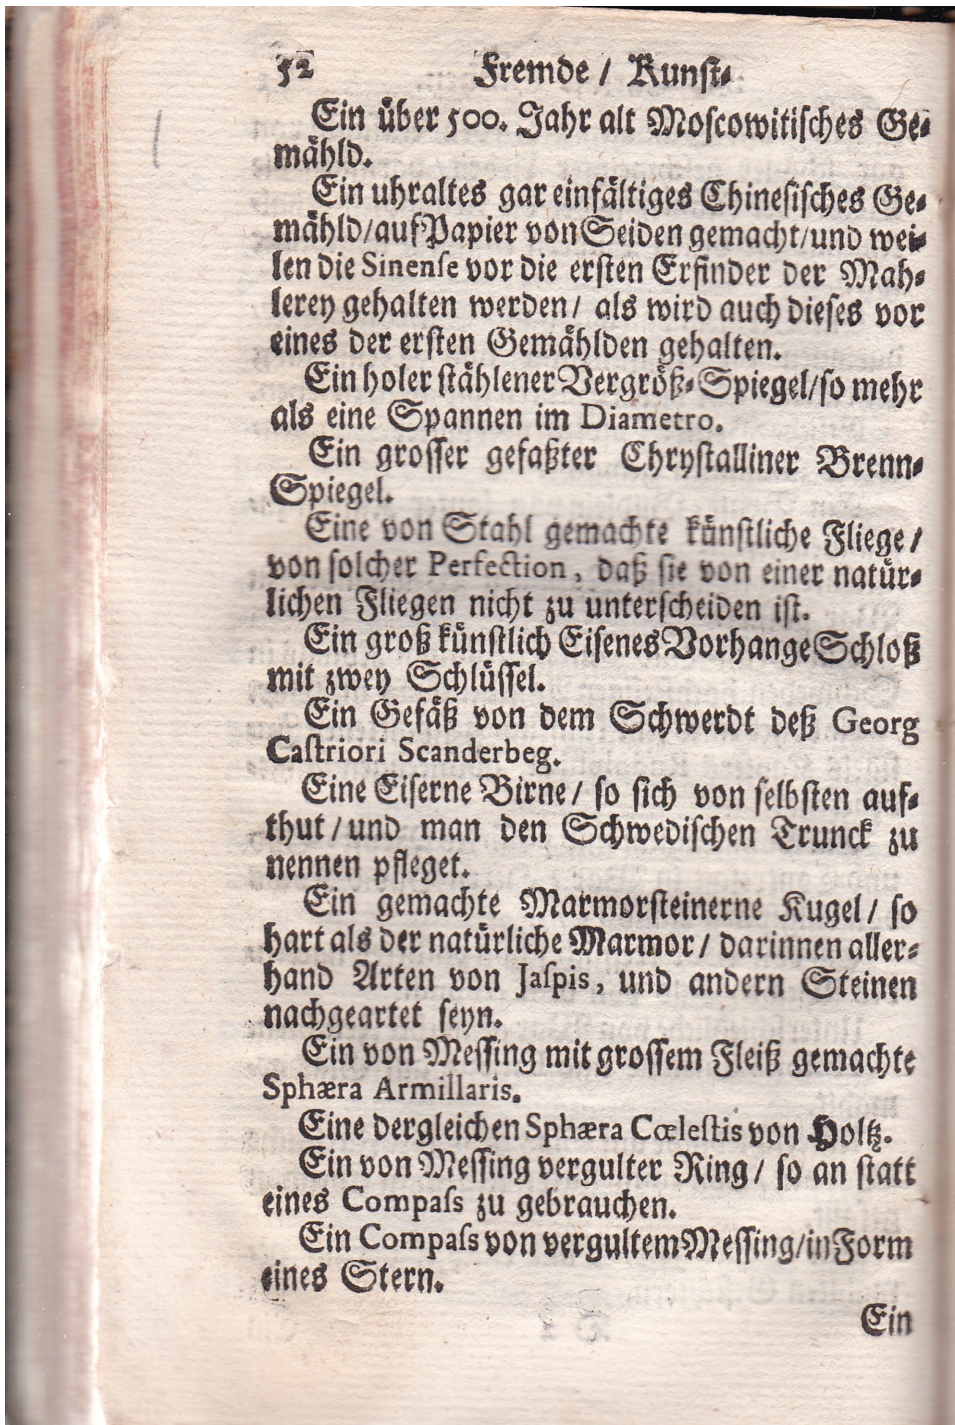 52 Fremde / Kunst⸗
Ein über 500. Jahr alt Moscowitisches Ge⸗
mähld.
Ein uhraltes gar einfältiges Chinesisches Ge⸗
mähld/auf Papier von Seiden gemacht/und wei⸗
len die Sinense vor die ersten Erfinder der Mah⸗
lerey gehalten werden/ als wird auch dieses vor
eines der ersten Gemählden gehalten.
Ein holer stählener Vergröß⸗Spiegel/so mehr
als eine Spannen im Diametro.
Ein grosser gefaßter Chrystalliner Brenn⸗
Spiegel.
Eine von Stahl gemachte künstliche Fliege /
von solcher Perfection, daß sie von einer natür⸗
lichen Fliegen nicht zu unterscheiden ist.
Ein groß künstlich Eisenes Vorhange Schloß
mit zwey Schlüssel.
Ein Gefäß von dem Schwerdt deß Georg
Castriori Scanderbeg.
Eine Eiserne Birne / so sich von selbsten auf⸗
thut / und man den Schwedischen Trunck zu
nennen pfleget.
Ein gemachte Marmorsteinerne Kugel / so
hart als der natürliche Marmor / darinnen aller⸗
hand Arten von Jaspis, und andern Steinen
nachgeartet seyn.
Ein von Messing mit grossem Fleiß gemachte
Sphæra Armillaris.
Eine dergleichen Sphæra Cœlestis von Holtz.
Ein von Messing vergulter Ring / so an statt
eines Compass zu gebrauchen.
Ein Compass von vergultem Messing/in Form
eines Stern.
Ein